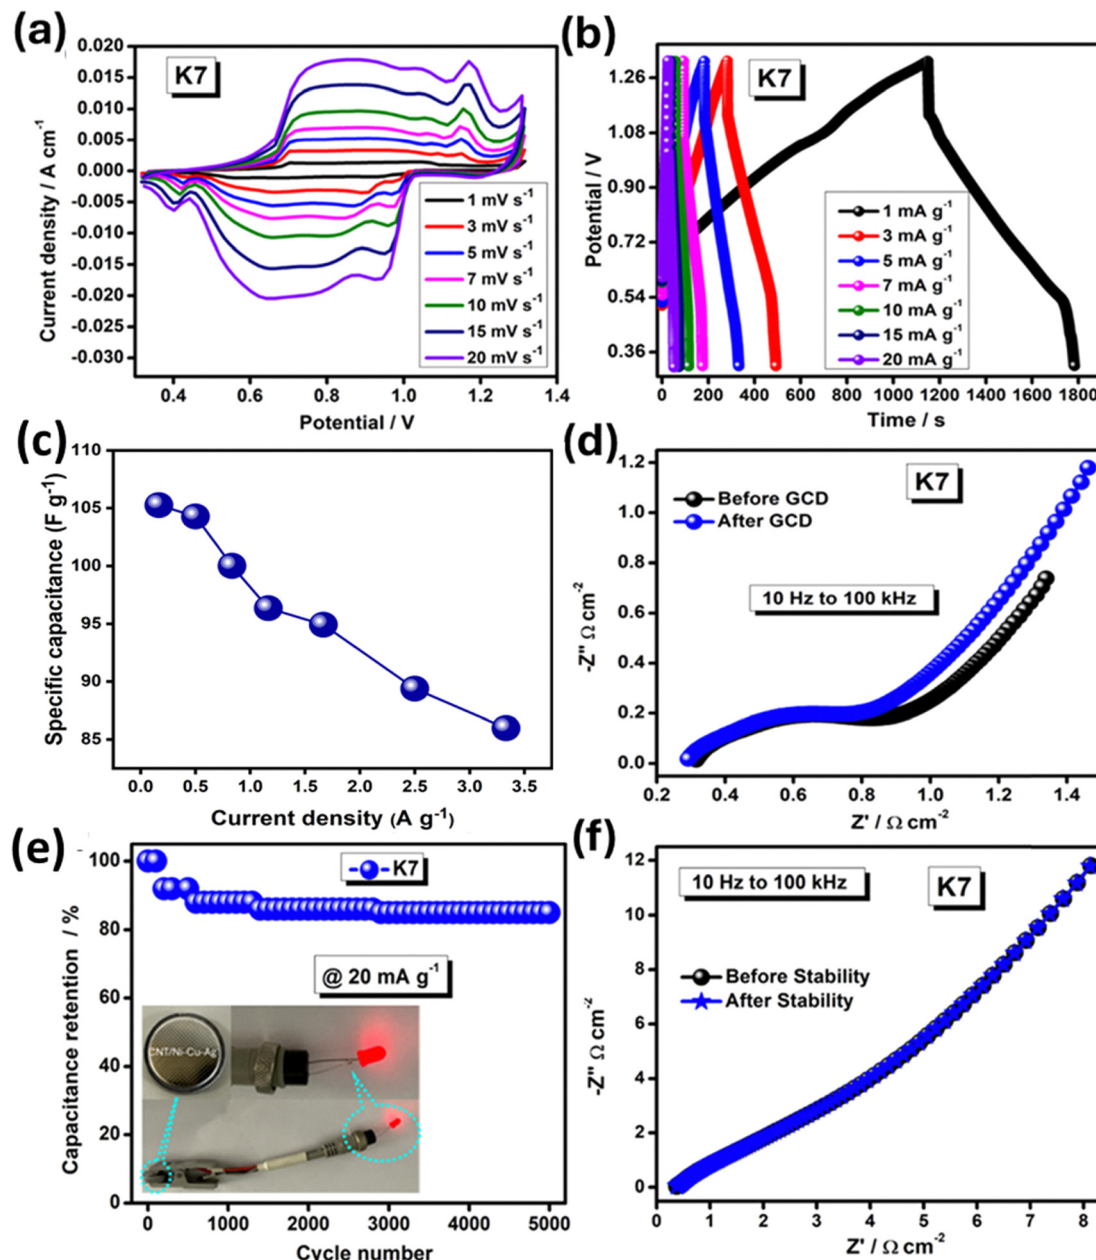 (a)
0.020
0.015
0.010
0.005
0.000
-0.005
-0.010
-0.015
-0.020
-0.025
-0.030
Current density / A cm⁻¹
K7
1 mV s⁻¹
3 mV s⁻¹
5 mV s⁻¹
7 mV s⁻¹
10 mV s⁻¹
15 mV s⁻¹
20 mV s⁻¹
0.4 0.6 0.8 1.0 1.2 1.4
Potential / V
(b)
1.26
1.08
0.90
0.72
0.54
0.36
Potential / V
K7
1 mA g⁻¹
3 mA g⁻¹
5 mA g⁻¹
7 mA g⁻¹
10 mA g⁻¹
15 mA g⁻¹
20 mA g⁻¹
0 200 400 600 800 1000 1200 1400 1600 1800
Time / s
(c)
110
105
100
95
90
85
Specific capacitance (F g⁻¹)
0.0 0.5 1.0 1.5 2.0 2.5 3.0 3.5
Current density (A g⁻¹)
(d)
1.2
1.0
0.8
0.6
0.4
0.2
0.0
-Z" Ω cm⁻²
K7
Before GCD
After GCD
10 Hz to 100 kHz
0.2 0.4 0.6 0.8 1.0 1.2 1.4
Z' / Ω cm⁻²
(e)
100
80
60
40
20
0
Capacitance retention / %
K7
@ 20 mA g⁻¹
CNT/Ni-Cu-Ag
0 1000 2000 3000 4000 5000
Cycle number
(f)
12
10
8
6
4
2
0
-Z" Ω cm⁻²
10 Hz to 100 kHz
K7
Before Stability
After Stability
0 1 2 3 4 5 6 7 8
Z' / Ω cm⁻²